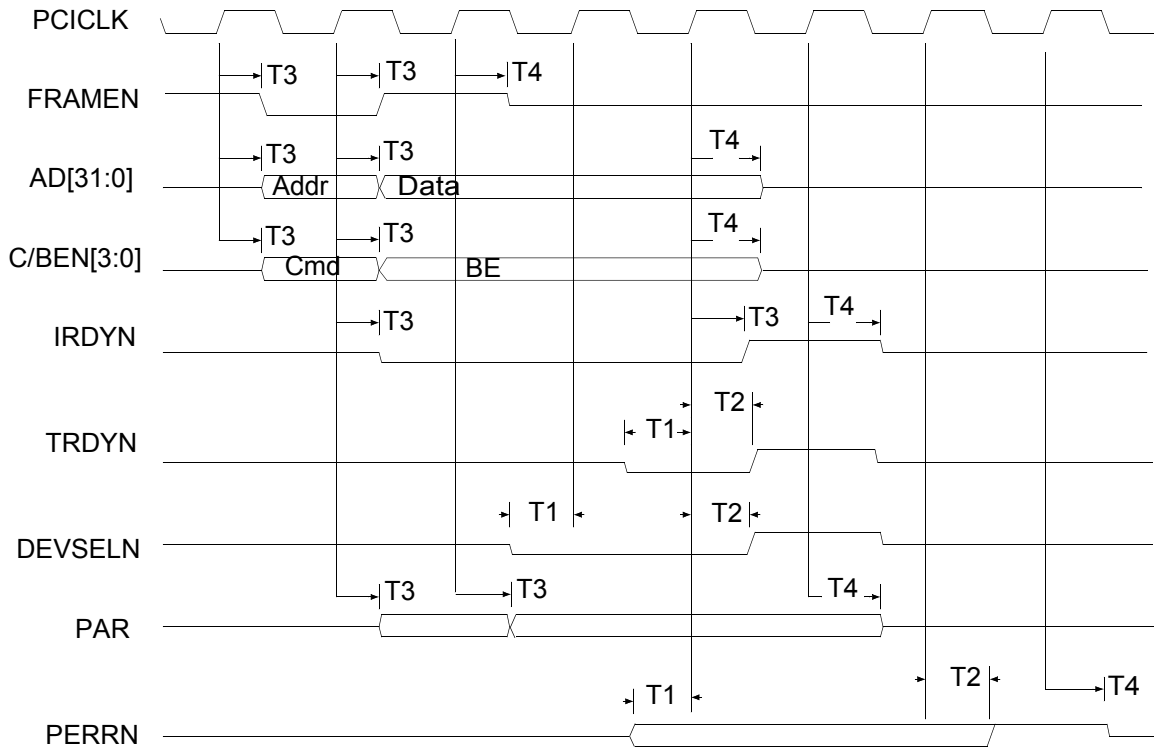 PCICLK
T3 T3 T4
FRAMEN
T3 T3 T4
AD[31:0]
Addr Data
T3 T3 T4
C/BEN[3:0]
Cmd BE
T3 T3 T4
IRDYN
T2
T1
TRDYN
T1 T2
DEVSELN
T3 T3 T4
PAR
T1 T2 T4
PERRN